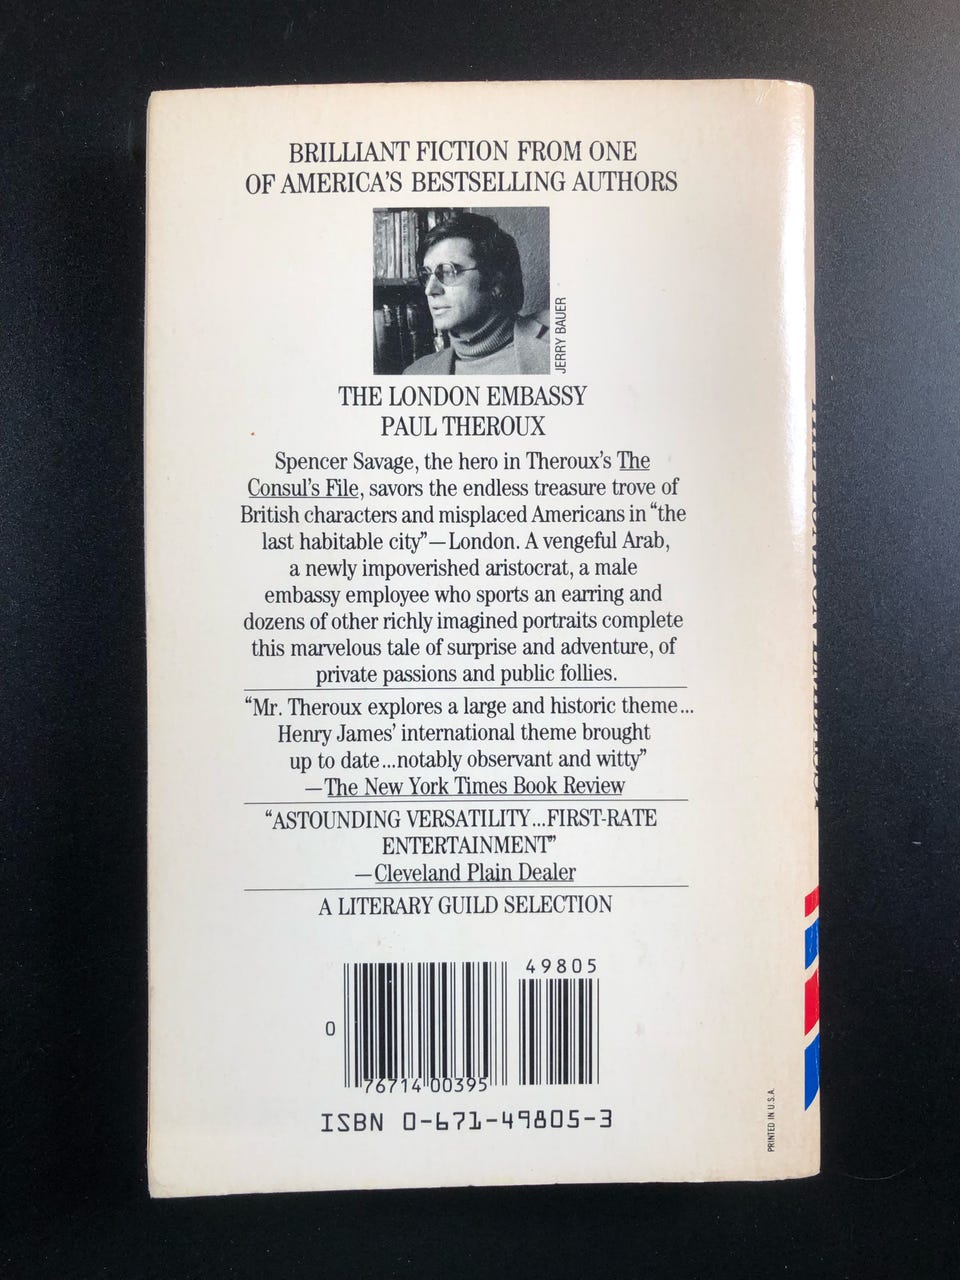 BRILLIANT FICTION FROM ONE
OF AMERICA'S BESTSELLING AUTHORS
JERRY BAUER
THE LONDON EMBASSY
PAUL THEROUX
Spencer Savage, the hero in Theroux's The
Consul's File, savors the endless treasure trove of
British characters and misplaced Americans in “the
last habitable city”—London. A vengeful Arab,
a newly impoverished aristocrat, a male
embassy employee who sports an earring and
dozens of other richly imagined portraits complete
this marvelous tale of surprise and adventure, of
private passions and public follies.
“Mr. Theroux explores a large and historic theme...
Henry James' international theme brought
up to date...notably observant and witty”
—The New York Times Book Review
“ASTOUNDING VERSATILITY...FIRST-RATE
ENTERTAINMENT”
—Cleveland Plain Dealer
A LITERARY GUILD SELECTION
49805
0
76714 00395
ISBN 0-671-49805-3
PRINTED IN U.S.A.
THE LONDON EMBASSY